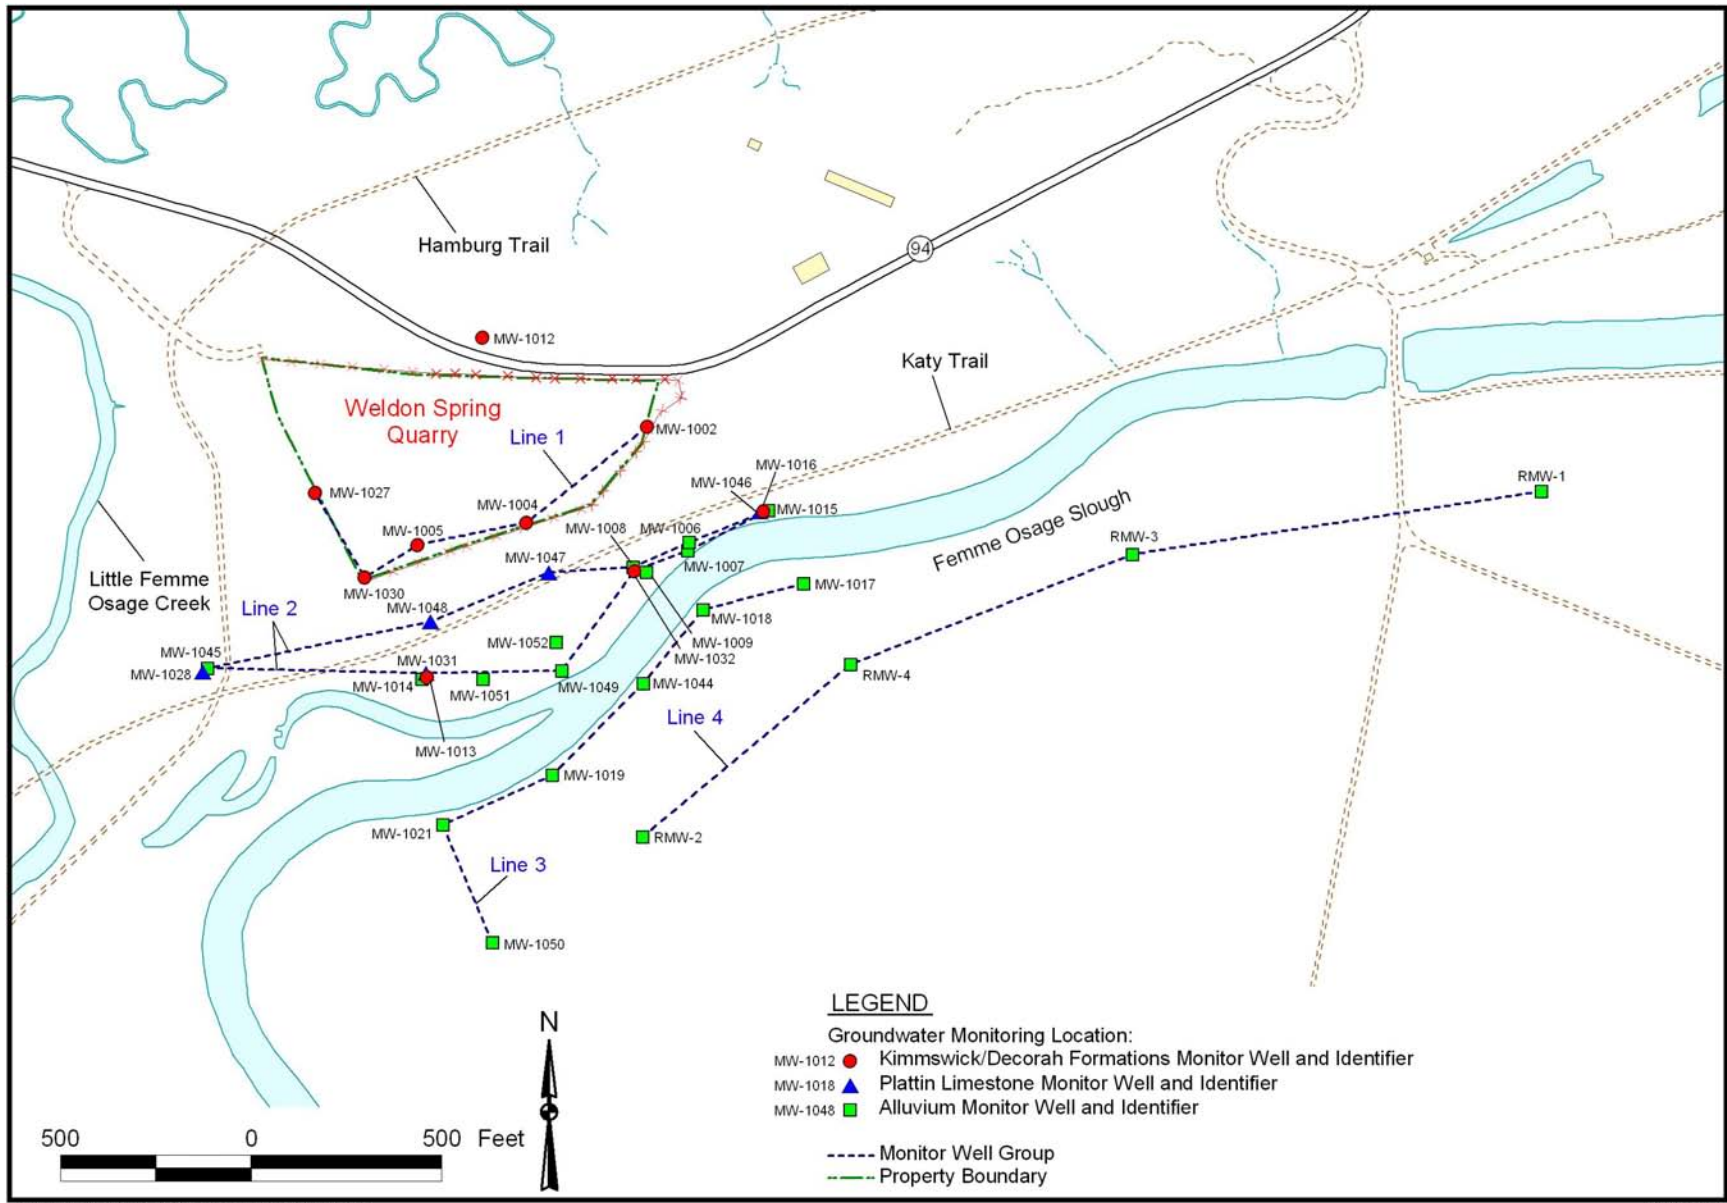 94
Hamburg Trail
MW-1012
Katy Trail
Weldon Spring
Quarry
Line 1
MW-1002
MW-1016
MW-1046
MW-1015
RMW-1
MW-1027
MW-1004
MW-1005
MW-1008
MW-1006
Femme Osage Slough
RMW-3
MW-1047
MW-1007
Little Femme
Osage Creek
MW-1030
MW-1017
MW-1048
Line 2
MW-1018
MW-1052
MW-1009
MW-1045
MW-1031
MW-1032
MW-1028
MW-1014
MW-1051
MW-1049
MW-1044
RMW-4
Line 4
MW-1013
MW-1019
MW-1021
RMW-2
Line 3
MW-1050
LEGEND
Groundwater Monitoring Location:
MW-1012 Kimmswick/Decorah Formations Monitor Well and Identifier
MW-1018 Plattin Limestone Monitor Well and Identifier
MW-1048 Alluvium Monitor Well and Identifier
Monitor Well Group
Property Boundary
N
500 0 500 Feet